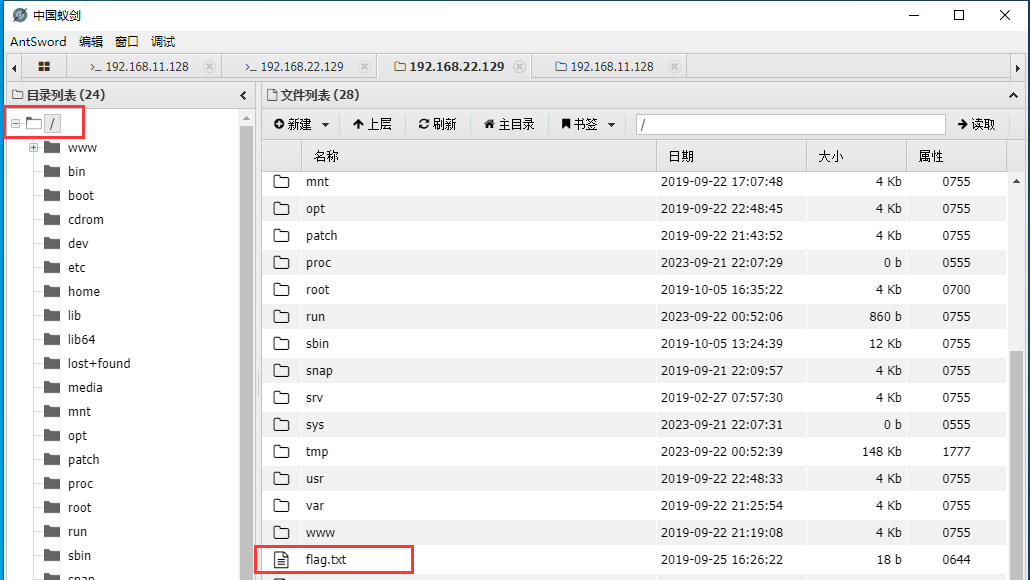 中国蚁剑
AntSword 编辑 窗口 调试
>_ 192.168.11.128 >_ 192.168.22.129 192.168.22.129 192.168.11.128
目录列表 (24)
/
www
bin
boot
cdrom
dev
etc
home
lib
lib64
lost+found
media
mnt
opt
patch
proc
root
run
sbin
snap
文件列表 (28)
新建 上层 刷新 主目录 书签 / 读取
名称 日期 大小 属性
mnt 2019-09-22 17:07:48 4 Kb 0755
opt 2019-09-22 22:48:45 4 Kb 0755
patch 2019-09-22 21:43:52 4 Kb 0755
proc 2023-09-21 22:07:29 0 b 0555
root 2019-10-05 16:35:22 4 Kb 0700
run 2023-09-22 00:52:06 860 b 0755
sbin 2019-10-05 13:24:39 12 Kb 0755
snap 2019-09-21 22:09:57 4 Kb 0755
srv 2019-02-27 07:57:30 4 Kb 0755
sys 2023-09-21 22:07:31 0 b 0555
tmp 2023-09-22 00:52:39 148 Kb 1777
usr 2019-09-22 22:48:33 4 Kb 0755
var 2019-09-22 21:25:54 4 Kb 0755
www 2019-09-22 21:19:08 4 Kb 0755
flag.txt 2019-09-25 16:26:22 18 b 0644